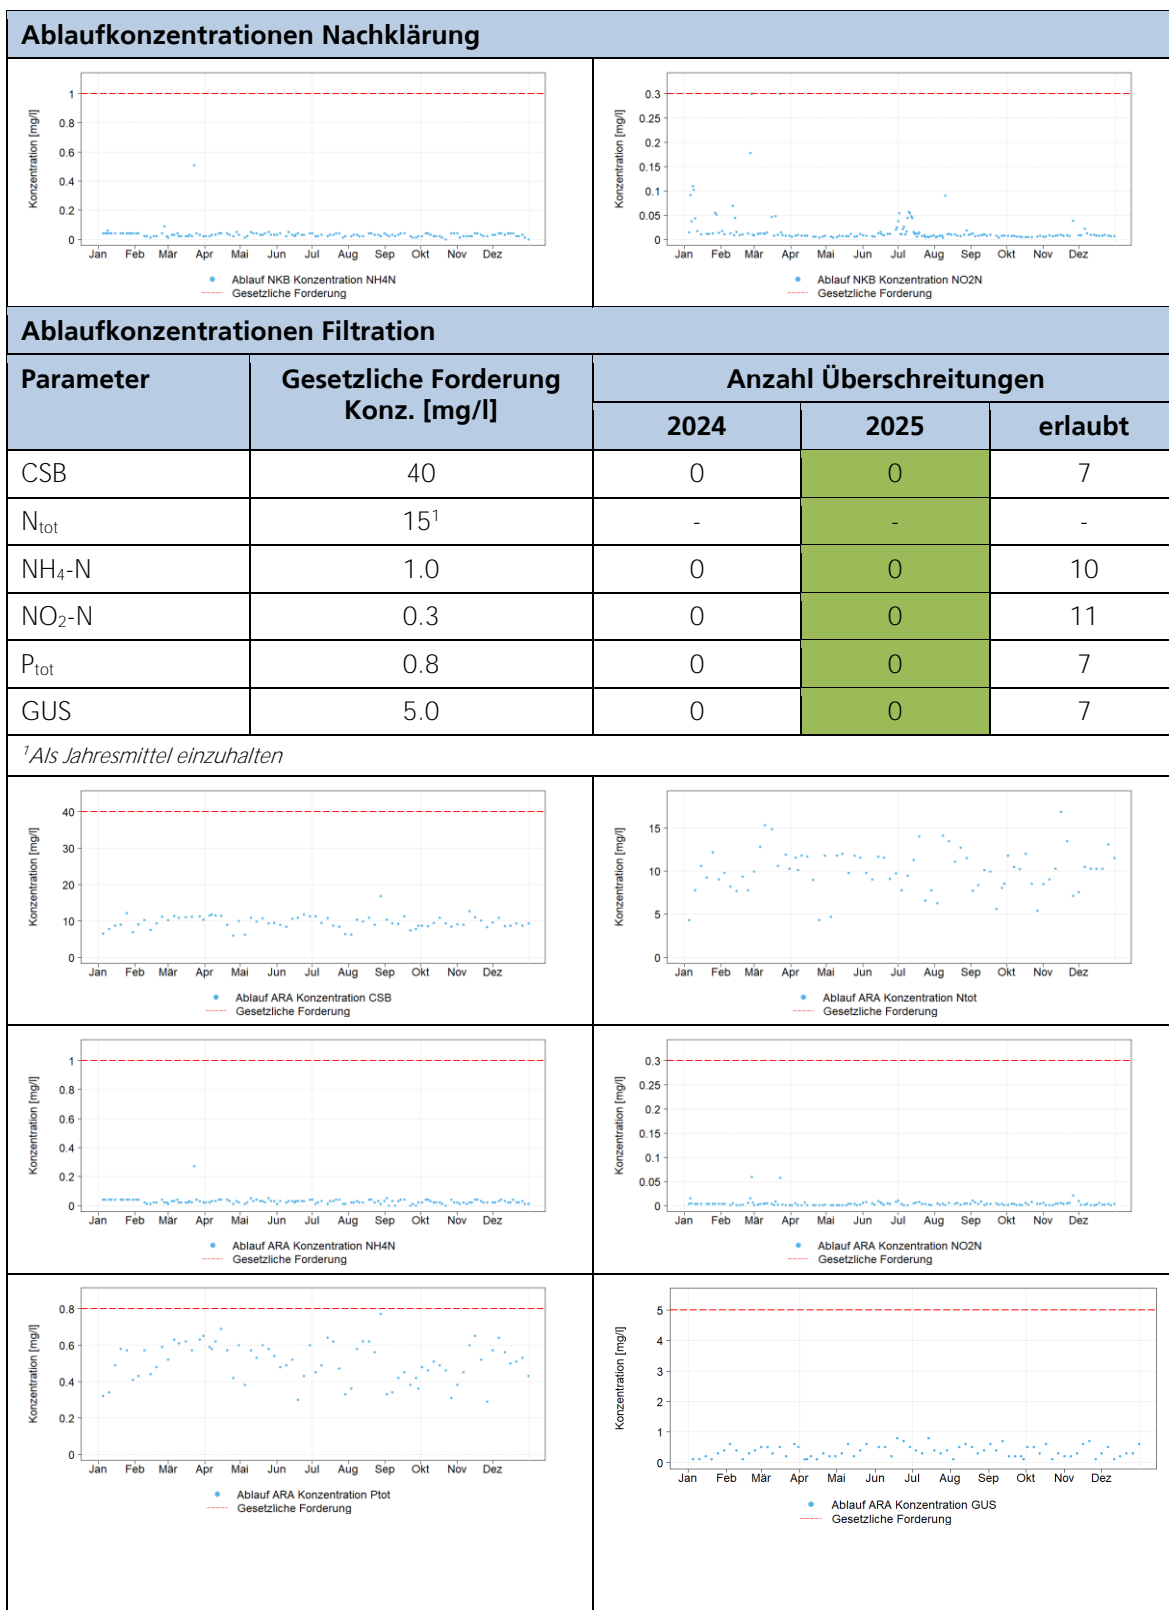 Ablaufkonzentrationen Nachklärung
Konzentration [mg/l]
1
0.8
0.6
0.4
0.2
0
Jan Feb Mär Apr Mai Jun Jul Aug Sep Okt Nov Dez
Ablauf NKB Konzentration NH4N
Gesetzliche Forderung
Konzentration [mg/l]
0.3
0.25
0.2
0.15
0.1
0.05
0
Jan Feb Mär Apr Mai Jun Jul Aug Sep Okt Nov Dez
Ablauf NKB Konzentration NO2N
Gesetzliche Forderung
Ablaufkonzentrationen Filtration
Parameter Gesetzliche Forderung Konz. [mg/l] Anzahl Überschreitungen
2024 2025 erlaubt
CSB 40 0 0 7
Ntot 15¹ - - -
NH₄-N 1.0 0 0 10
NO₂-N 0.3 0 0 11
Ptot 0.8 0 0 7
GUS 5.0 0 0 7
¹Als Jahresmittel einzuhalten
Konzentration [mg/l]
40
30
20
10
0
Jan Feb Mär Apr Mai Jun Jul Aug Sep Okt Nov Dez
Ablauf ARA Konzentration CSB
Gesetzliche Forderung
Konzentration [mg/l]
15
10
5
0
Jan Feb Mär Apr Mai Jun Jul Aug Sep Okt Nov Dez
Ablauf ARA Konzentration Ntot
Gesetzliche Forderung
Konzentration [mg/l]
1
0.8
0.6
0.4
0.2
0
Jan Feb Mär Apr Mai Jun Jul Aug Sep Okt Nov Dez
Ablauf ARA Konzentration NH4N
Gesetzliche Forderung
Konzentration [mg/l]
0.3
0.25
0.2
0.15
0.1
0.05
0
Jan Feb Mär Apr Mai Jun Jul Aug Sep Okt Nov Dez
Ablauf ARA Konzentration NO2N
Gesetzliche Forderung
Konzentration [mg/l]
0.8
0.6
0.4
0.2
0
Jan Feb Mär Apr Mai Jun Jul Aug Sep Okt Nov Dez
Ablauf ARA Konzentration Ptot
Gesetzliche Forderung
Konzentration [mg/l]
5
4
3
2
1
0
Jan Feb Mär Apr Mai Jun Jul Aug Sep Okt Nov Dez
Ablauf ARA Konzentration GUS
Gesetzliche Forderung